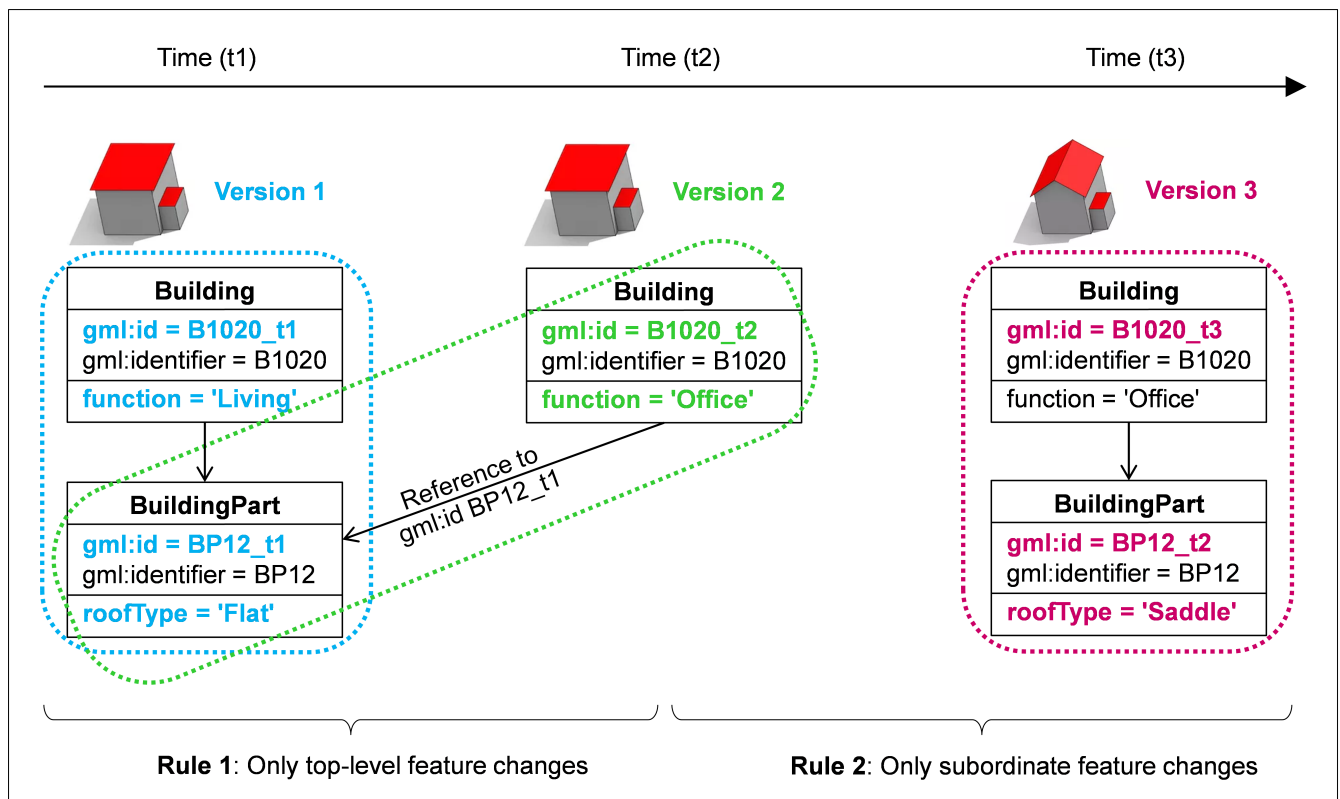 Time (t1)
Time (t2)
Time (t3)
Version 1
Version 2
Version 3
Building
gml:id = B1020_t1
gml:identifier = B1020
function = 'Living'
BuildingPart
gml:id = BP12_t1
gml:identifier = BP12
roofType = 'Flat'
Building
gml:id = B1020_t2
gml:identifier = B1020
function = 'Office'
Reference to
gml:id BP12_t1
Building
gml:id = B1020_t3
gml:identifier = B1020
function = 'Office'
BuildingPart
gml:id = BP12_t2
gml:identifier = BP12
roofType = 'Saddle'
Rule 1: Only top-level feature changes
Rule 2: Only subordinate feature changes